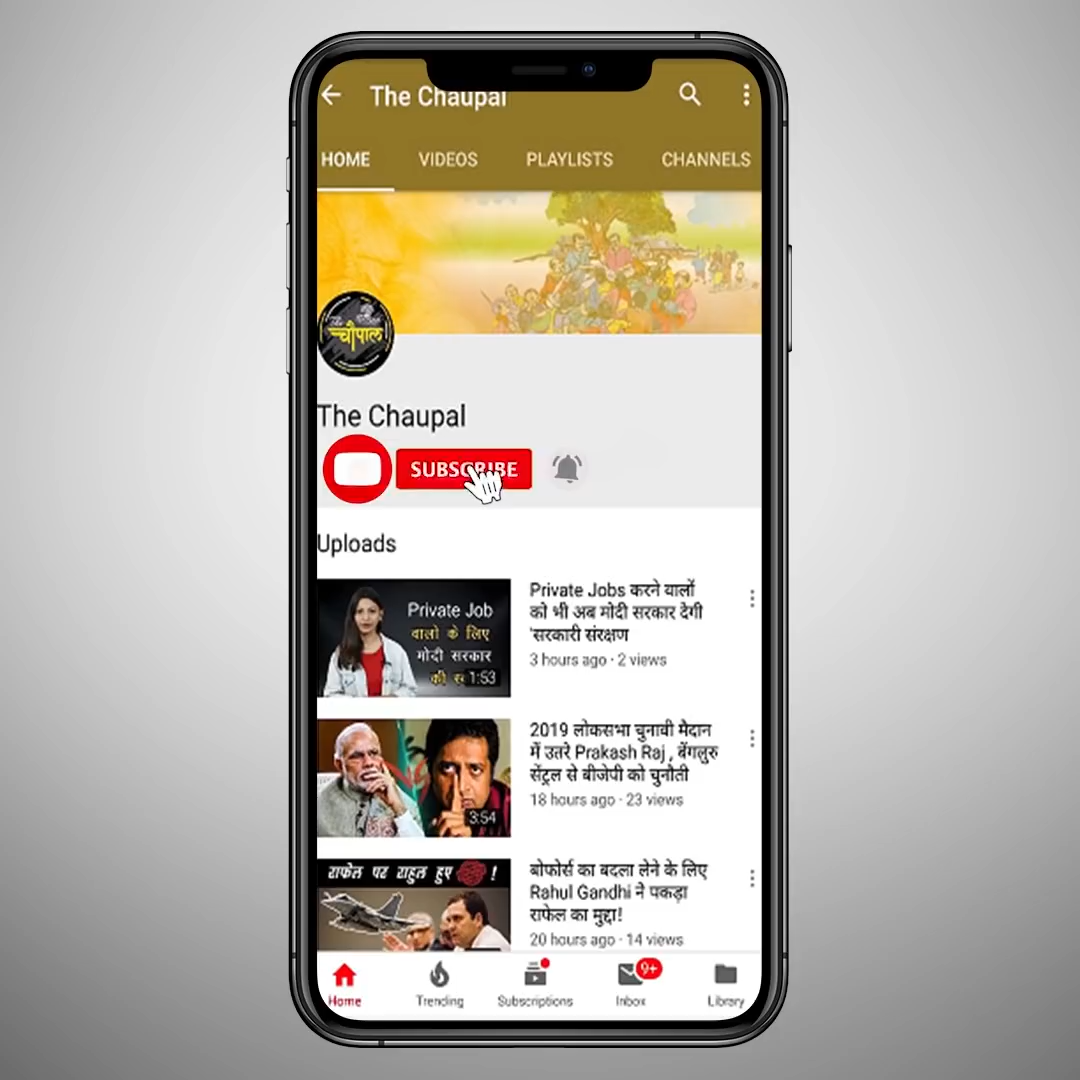 The Chaupal
HOME VIDEOS PLAYLISTS CHANNELS
चौपाल
The Chaupal
SUBSCRIBE
Uploads
Private Job
वालो के लिए
मोदी सरकार
की
1:53
Private Jobs करने वालों
को भी अब मोदी सरकार देगी
'सरकारी संरक्षण
3 hours ago · 2 views
3:54
2019 लोकसभा चुनावी मैदान
में उतरे Prakash Raj , बेंगलुरु
सेंट्रल से बीजेपी को चुनौती
18 hours ago · 23 views
राफेल पर राहुल हुए !
बोफोर्स का बदला लेने के लिए
Rahul Gandhi ने पकड़ा
राफेल का मुद्दा!
20 hours ago · 14 views
9+
Home Trending Subscriptions Inbox Library